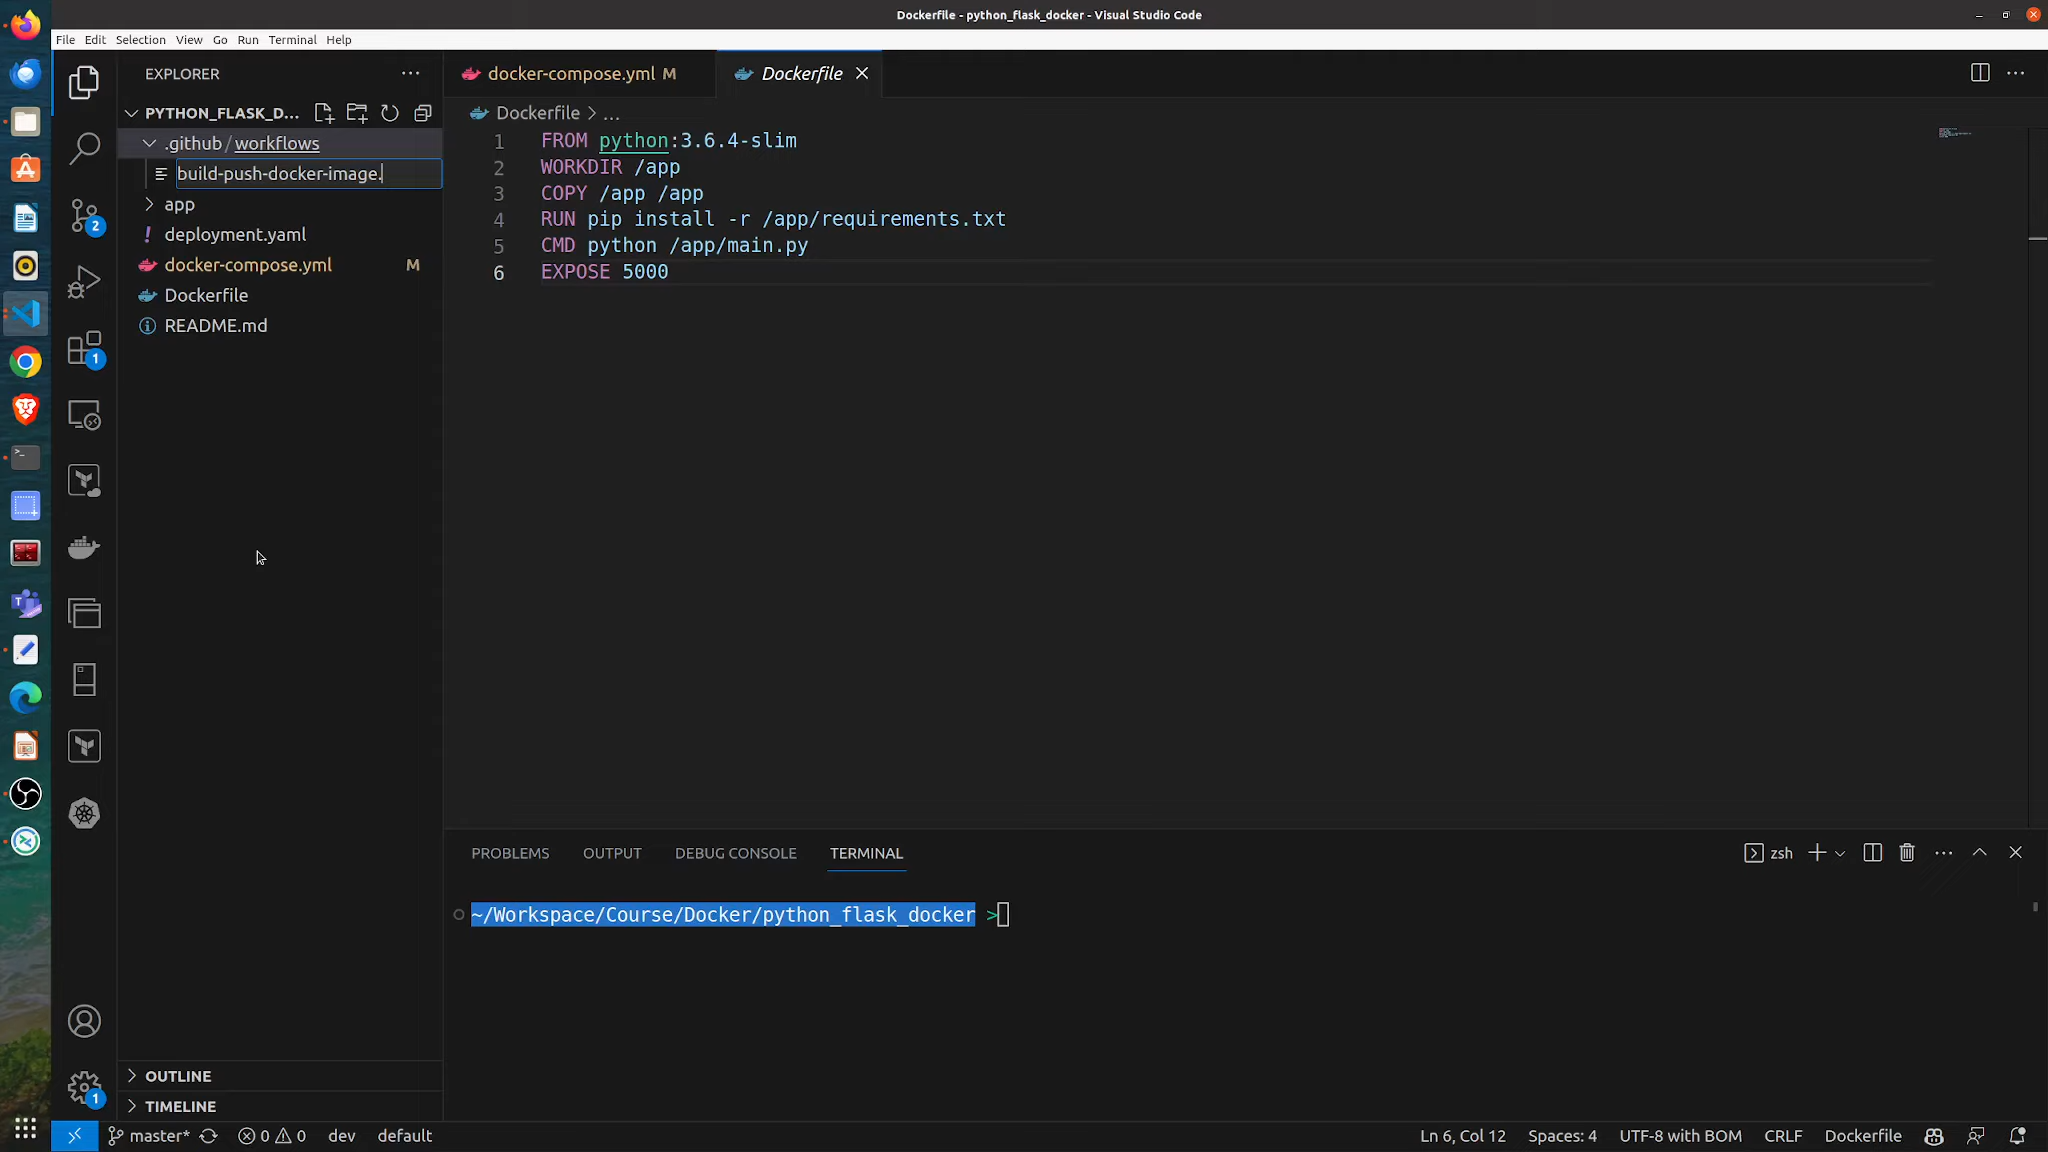 Dockerfile - python_flask_docker - Visual Studio Code
File Edit Selection View Go Run Terminal Help
EXPLORER
docker-compose.yml M
Dockerfile
PYTHON_FLASK_D...
Dockerfile > ...
.github / workflows
build-push-docker-image.
app
deployment.yaml
docker-compose.yml M
Dockerfile
README.md
2
1
1
1 FROM python:3.6.4-slim
2 WORKDIR /app
3 COPY /app /app
4 RUN pip install -r /app/requirements.txt
5 CMD python /app/main.py
6 EXPOSE 5000
PROBLEMS OUTPUT DEBUG CONSOLE TERMINAL
zsh
~/Workspace/Course/Docker/python_flask_docker >
OUTLINE
TIMELINE
master* 0 0 dev default
Ln 6, Col 12 Spaces: 4 UTF-8 with BOM CRLF Dockerfile